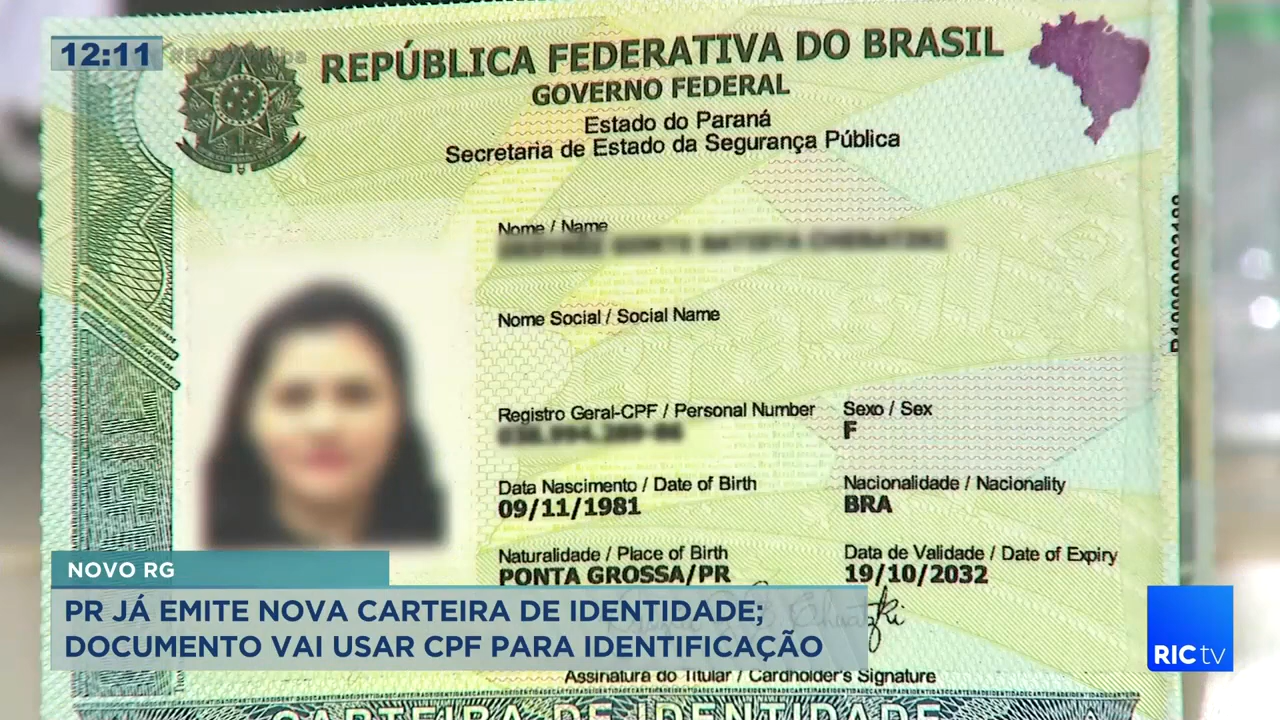 12:11
REPÚBLICA FEDERATIVA DO BRASIL
GOVERNO FEDERAL
Estado do Paraná
Secretaria de Estado da Segurança Pública
Nome / Name
Nome Social / Social Name
Registro Geral-CPF / Personal Number
Sexo / Sex
F
Data Nascimento / Date of Birth
09/11/1981
Nacionalidade / Nacionality
BRA
Naturalidade / Place of Birth
PONTA GROSSA/PR
Data de Validade / Date of Expiry
19/10/2032
NOVO RG
PR JÁ EMITE NOVA CARTEIRA DE IDENTIDADE;
DOCUMENTO VAI USAR CPF PARA IDENTIFICAÇÃO
RIC tv
Assinatura do Titular / Cardholder's Signature
CARTEIRA DE IDENTIDADE